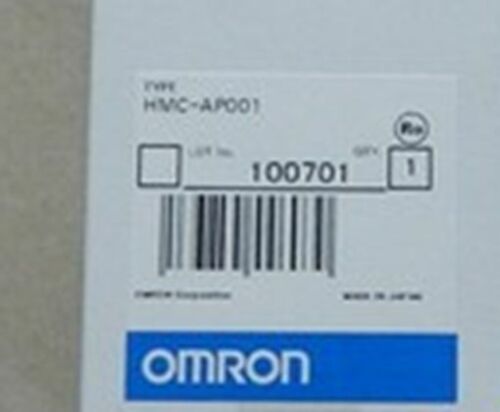 TYPE
HMC-AP001
LOT No. 100701 QTY. 1
OMRON Corporation MADE IN JAPAN
OMRON